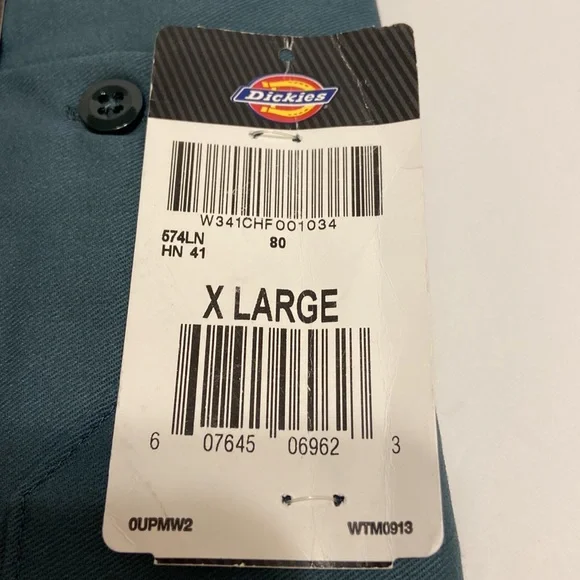 Dickies
W341CHF001034
574LN 80
HN 41
X LARGE
6 07645 06962 3
0UPMW2 WTM0913